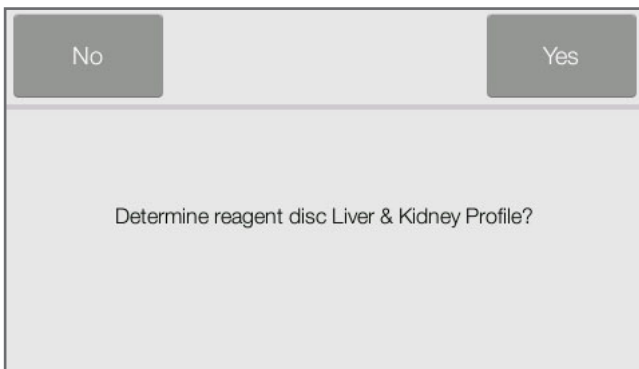 No
Yes
Determine reagent disc Liver & Kidney Profile?